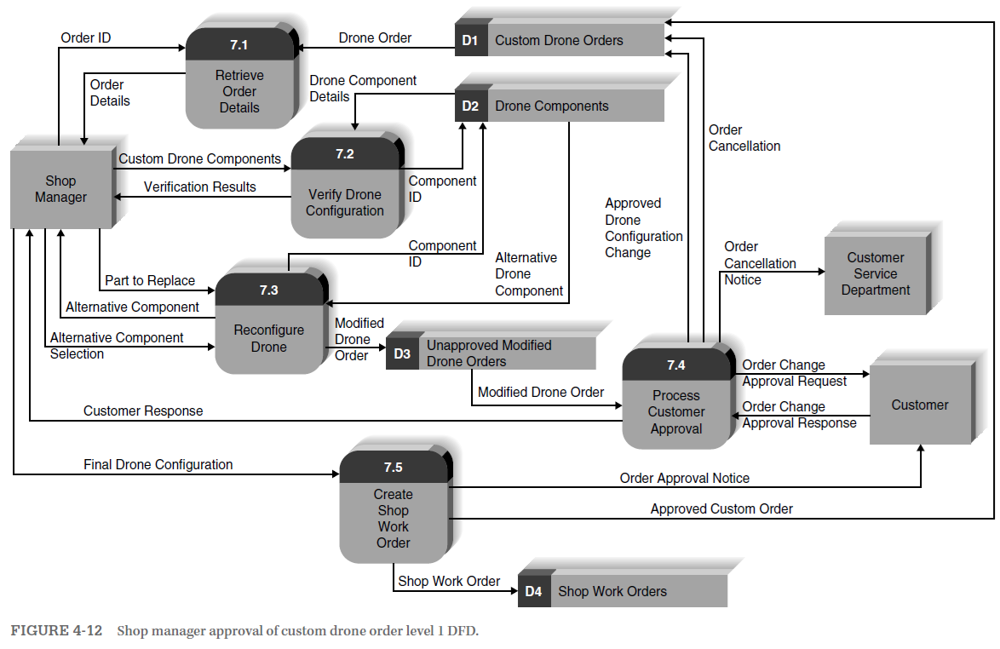 Order ID
7.1
Retrieve
Order
Details
Drone Order
D1
Custom Drone Orders
Order
Details
Drone Component
Details
D2
Drone Components
Order
Cancellation
Shop
Manager
Custom Drone Components
Verification Results
7.2
Verify Drone
Configuration
Component
ID
Approved
Drone
Configuration
Change
Component
ID
Alternative
Drone
Component
Order
Cancellation
Notice
Customer
Service
Department
Part to Replace
Alternative Component
Alternative Component
Selection
7.3
Reconfigure
Drone
Modified
Drone
Order
D3
Unapproved Modified
Drone Orders
Modified Drone Order
7.4
Process
Customer
Approval
Order Change
Approval Request
Order Change
Approval Response
Customer
Customer Response
Final Drone Configuration
7.5
Create
Shop
Work
Order
Order Approval Notice
Approved Custom Order
Shop Work Order
D4
Shop Work Orders
FIGURE 4-12 Shop manager approval of custom drone order level 1 DFD.